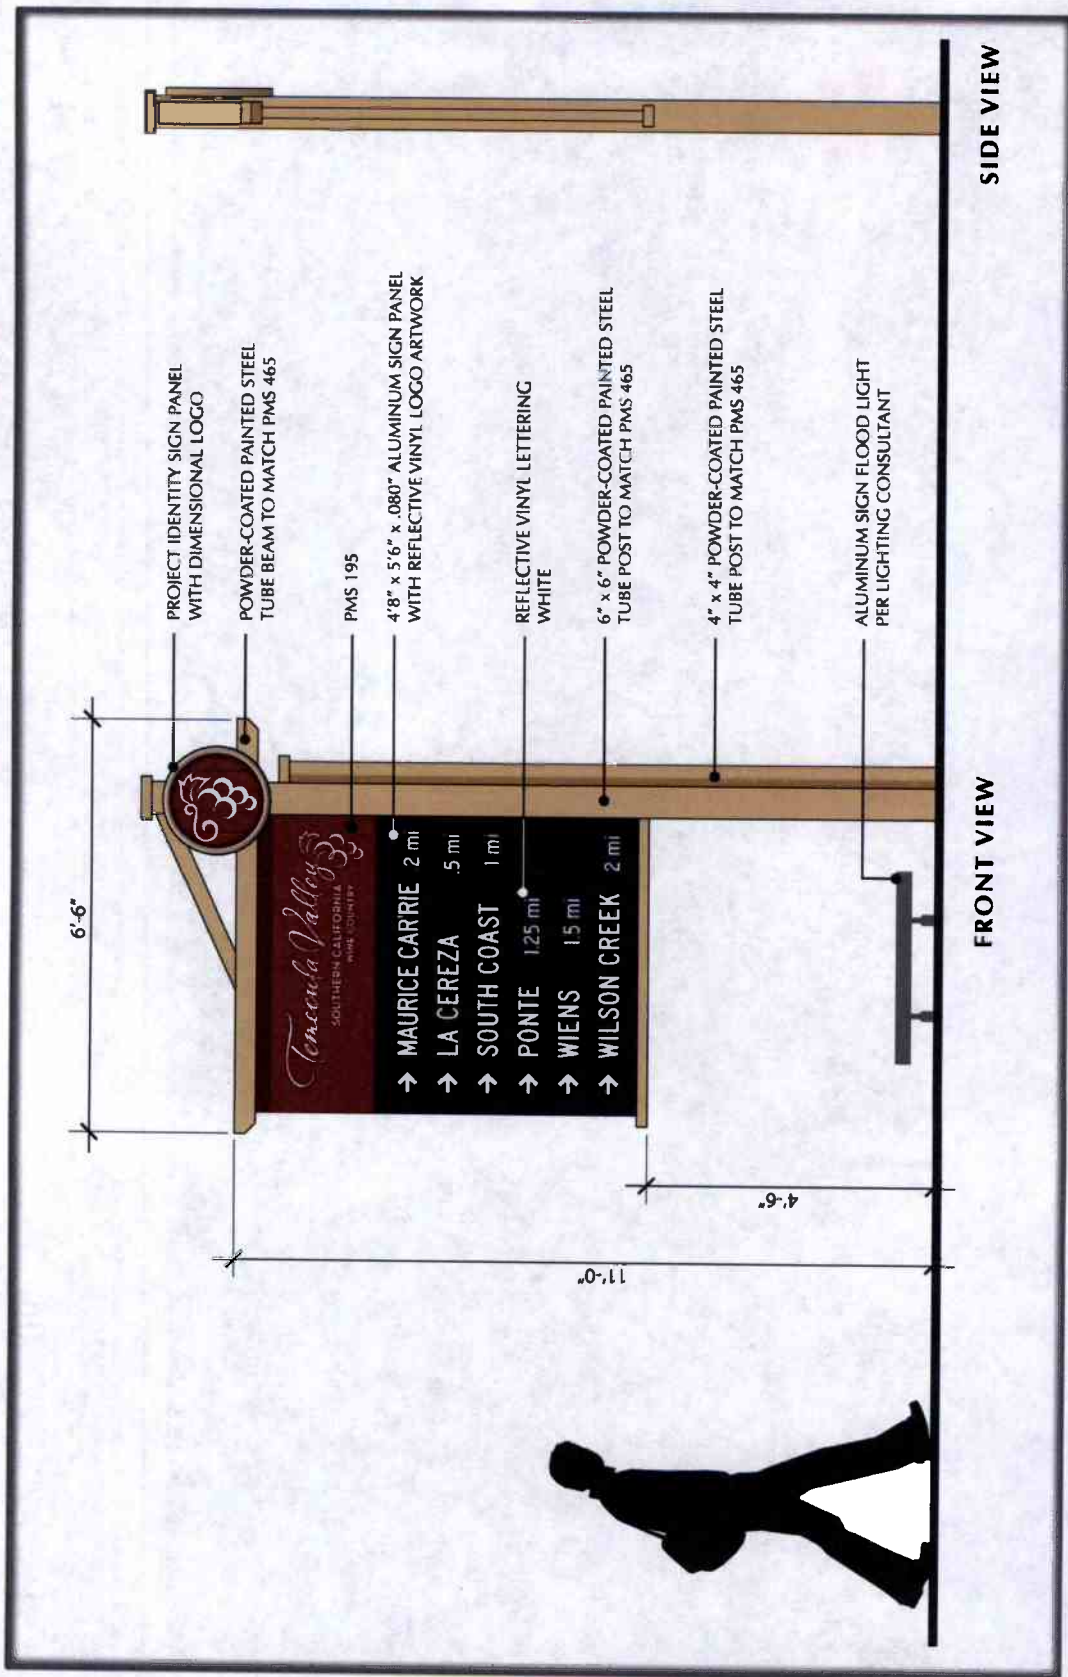 6'-6"
11'-0"
4'-6"
Temecula Valley
SOUTHERN CALIFORNIA
WINE COUNTRY
→ MAURICE CAR'RIE 2 mi
→ LA CEREZA .5 mi
→ SOUTH COAST 1 mi
→ PONTE 1.25 mi
→ WIENS 1.5 mi
→ WILSON CREEK 2 mi
PROJECT IDENTITY SIGN PANEL
WITH DIMENSIONAL LOGO
POWDER-COATED PAINTED STEEL
TUBE BEAM TO MATCH PMS 465
PMS 195
4'8" x 5'6" x .080" ALUMINUM SIGN PANEL
WITH REFLECTIVE VINYL LOGO ARTWORK
REFLECTIVE VINYL LETTERING
WHITE
6" x 6" POWDER-COATED PAINTED STEEL
TUBE POST TO MATCH PMS 465
4" x 4" POWDER-COATED PAINTED STEEL
TUBE POST TO MATCH PMS 465
ALUMINUM SIGN FLOOD LIGHT
PER LIGHTING CONSULTANT
FRONT VIEW
SIDE VIEW